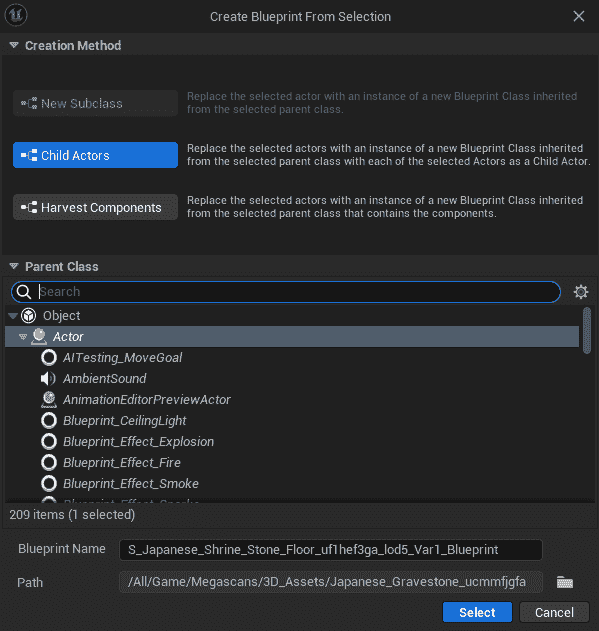 Create Blueprint From Selection
Creation Method
New Subclass
Replace the selected actor with an instance of a new Blueprint Class inherited
from the selected parent class.
Child Actors
Replace the selected actors with an instance of a new Blueprint Class inherited
from the selected parent class with each of the selected Actors as a Child Actor.
Harvest Components
Replace the selected actors with an instance of a new Blueprint Class inherited
from the selected parent class that contains the components.
Parent Class
Search
Object
Actor
AITesting_MoveGoal
AmbientSound
AnimationEditorPreviewActor
Blueprint_CeilingLight
Blueprint_Effect_Explosion
Blueprint_Effect_Fire
Blueprint_Effect_Smoke
Blueprint_Effect_Sparks
209 items (1 selected)
Blueprint Name
S_Japanese_Shrine_Stone_Floor_uf1hef3ga_lod5_Var1_Blueprint
Path
/All/Game/Megascans/3D_Assets/Japanese_Gravestone_ucmmfjgfa
Select
Cancel